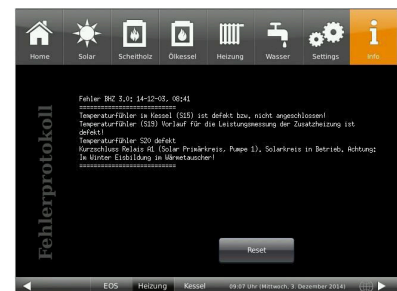 Home Solar Scheitholz Ölkessel Heizung Wasser Settings Info
Fehlerprotokoll
Fehler BHZ 3.0: 14-12-03, 08:41
===========================
Temperaturfühler im Kessel (S15) ist defekt bzw. nicht angeschlossen!
Temperaturfühler (S19) Vorlauf für die Leistungsmessung der Zusatzheizung ist
defekt!
Temperaturfühler S20 defekt
Kurzschluss Relais A1 (Solar Primärkreis, Pumpe 1). Solarkreis in Betrieb. Achtung:
Im Winter Eisbildung im Wärmetauscher!
===========================
Reset
EOS Heizung Kessel 09:07 Uhr (Mittwoch, 3. Dezember 2014)